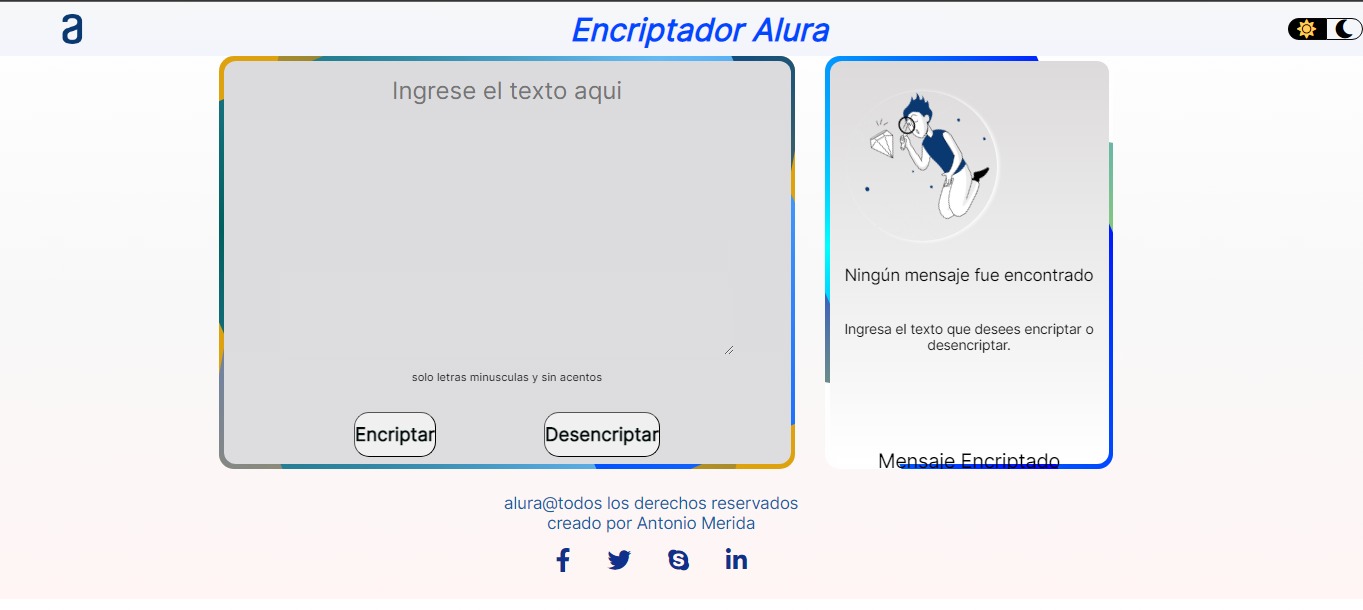 a
Encriptador Alura
Ingrese el texto aqui
solo letras minusculas y sin acentos
Encriptar
Desencriptar
Ningún mensaje fue encontrado
Ingresa el texto que desees encriptar o
desencriptar.
Mensaje Encriptado
alura@todos los derechos reservados
creado por Antonio Merida